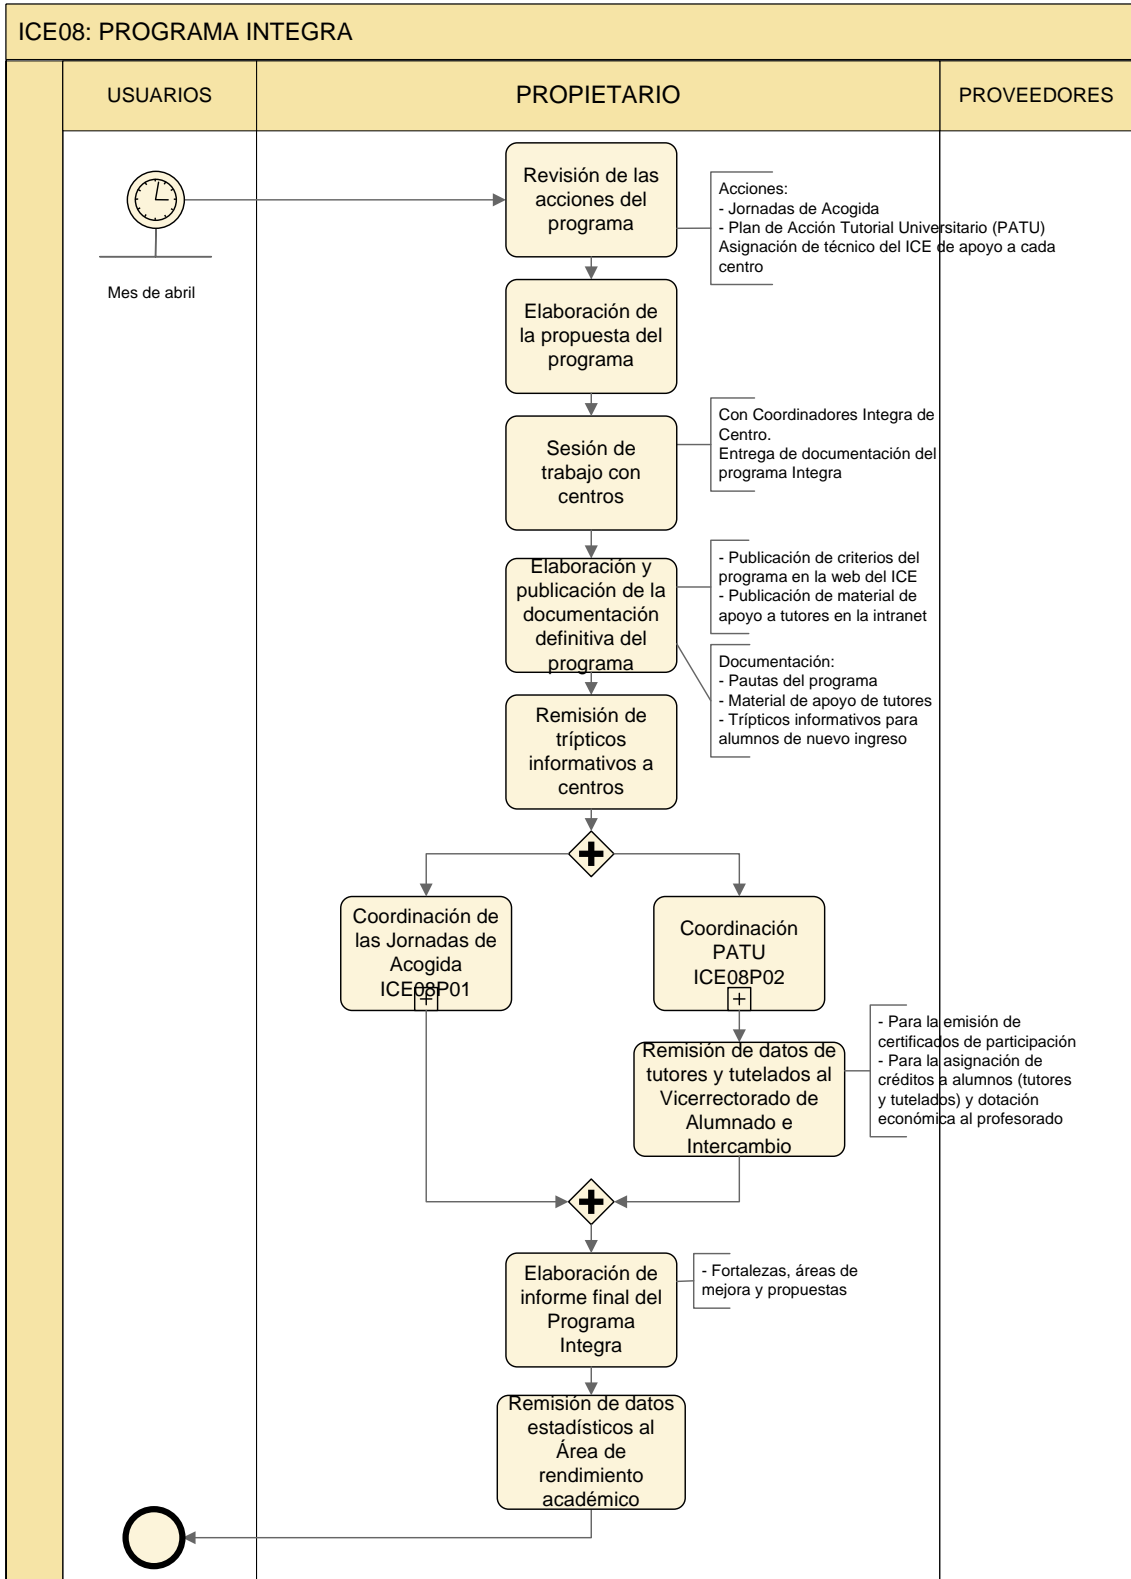 ICE08: PROGRAMA INTEGRA
USUARIOS
PROPIETARIO
PROVEEDORES
Mes de abril
Revisión de las
acciones del
programa
Acciones:
- Jornadas de Acogida
- Plan de Acción Tutorial Universitario (PATU)
Asignación de técnico del ICE de apoyo a cada
centro
Elaboración de
la propuesta del
programa
Sesión de
trabajo con
centros
Con Coordinadores Integra de
Centro.
Entrega de documentación del
programa Integra
Elaboración y
publicación de la
documentación
definitiva del
programa
- Publicación de criterios del
programa en la web del ICE
- Publicación de material de
apoyo a tutores en la intranet
Documentación:
- Pautas del programa
- Material de apoyo de tutores
- Trípticos informativos para
alumnos de nuevo ingreso
Remisión de
trípticos
informativos a
centros
Coordinación de
las Jornadas de
Acogida
ICE08P01
Coordinación
PATU
ICE08P02
Remisión de datos de
tutores y tutelados al
Vicerrectorado de
Alumnado e
Intercambio
- Para la emisión de
certificados de participación
- Para la asignación de
créditos a alumnos (tutores
y tutelados) y dotación
económica al profesorado
Elaboración de
informe final del
Programa
Integra
- Fortalezas, áreas de
mejora y propuestas
Remisión de datos
estadísticos al
Área de
rendimiento
académico